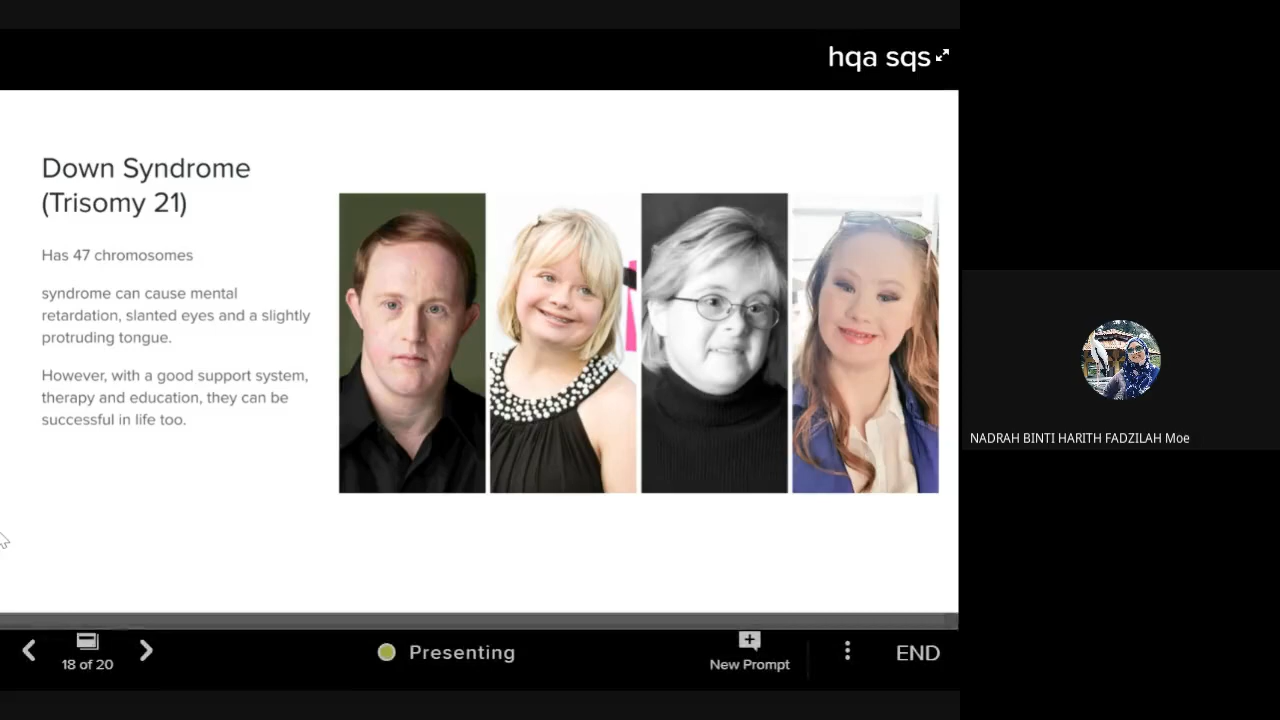 hqa sqs
Down Syndrome
(Trisomy 21)
Has 47 chromosomes
syndrome can cause mental
retardation, slanted eyes and a slightly
protruding tongue.
However, with a good support system,
therapy and education, they can be
successful in life too.
NADRAH BINTI HARITH FADZILAH Moe
18 of 20
Presenting
New Prompt
END